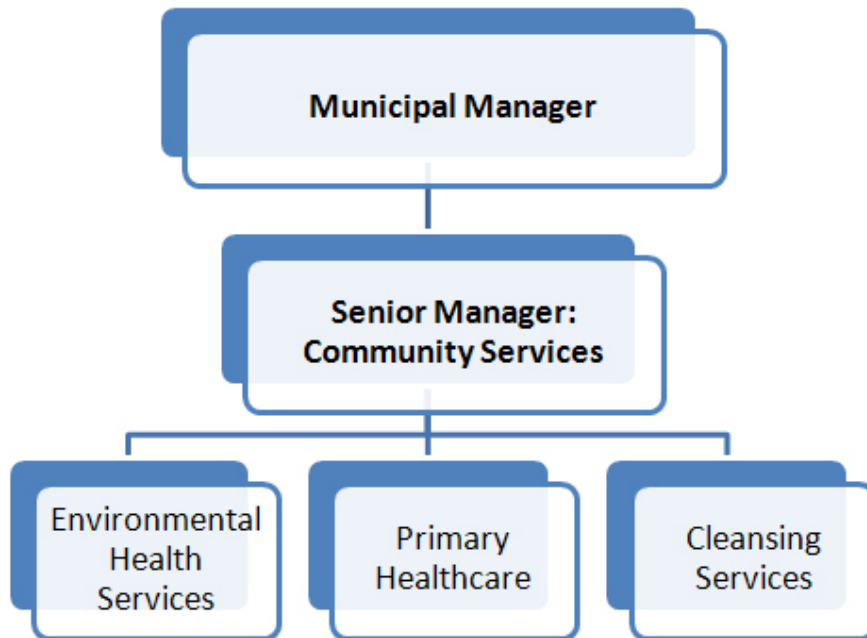 Municipal Manager
Senior Manager:
Community Services
Environmental
Health
Services
Primary
Healthcare
Cleansing
Services